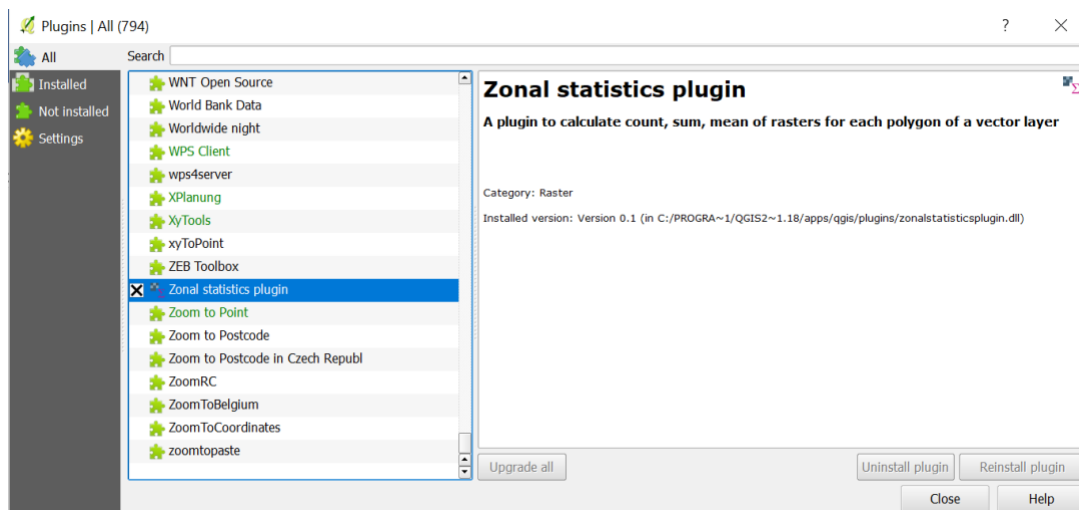 Plugins | All (794)
?
All
Installed
Not installed
Settings
Search
WNT Open Source
World Bank Data
Worldwide night
WPS Client
wps4server
XPlanung
XyTools
xyToPoint
ZEB Toolbox
Zonal statistics plugin
Zoom to Point
Zoom to Postcode
Zoom to Postcode in Czech Republ
ZoomRC
ZoomToBelgium
ZoomToCoordinates
zoomtopaste
Zonal statistics plugin
A plugin to calculate count, sum, mean of rasters for each polygon of a vector layer
Category: Raster
Installed version: Version 0.1 (in C:/PROGRA~1/QGIS2~1.18/apps/qgis/plugins/zonalstatisticsplugin.dll)
Upgrade all
Uninstall plugin
Reinstall plugin
Close
Help